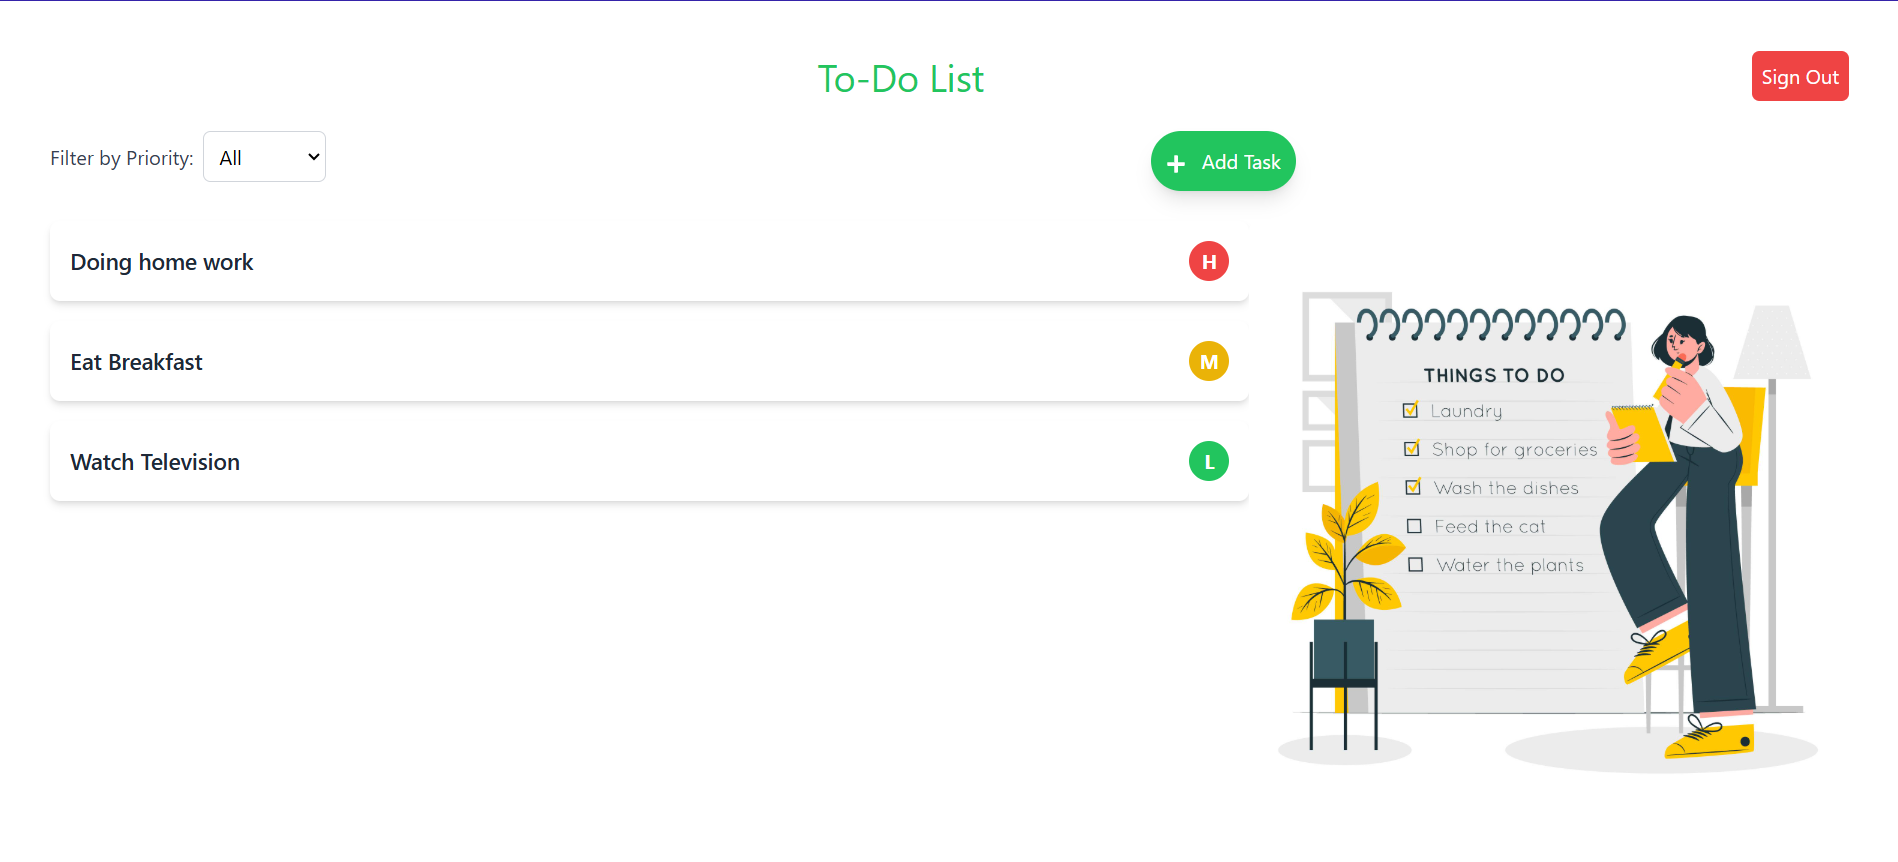 To-Do List
Sign Out
Filter by Priority: All
+ Add Task
Doing home work H
Eat Breakfast M
Watch Television L
THINGS TO DO
Laundry
Shop for groceries
Wash the dishes
Feed the cat
Water the plants